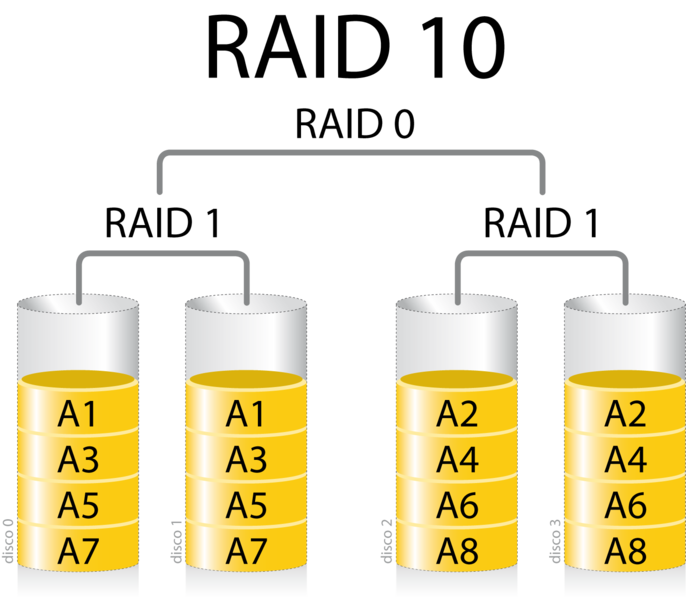 RAID 10
RAID 0
RAID 1 RAID 1
A1 A1 A2 A2
A3 A3 A4 A4
A5 A5 A6 A6
A7 A7 A8 A8
disco 0 disco 1 disco 2 disco 3